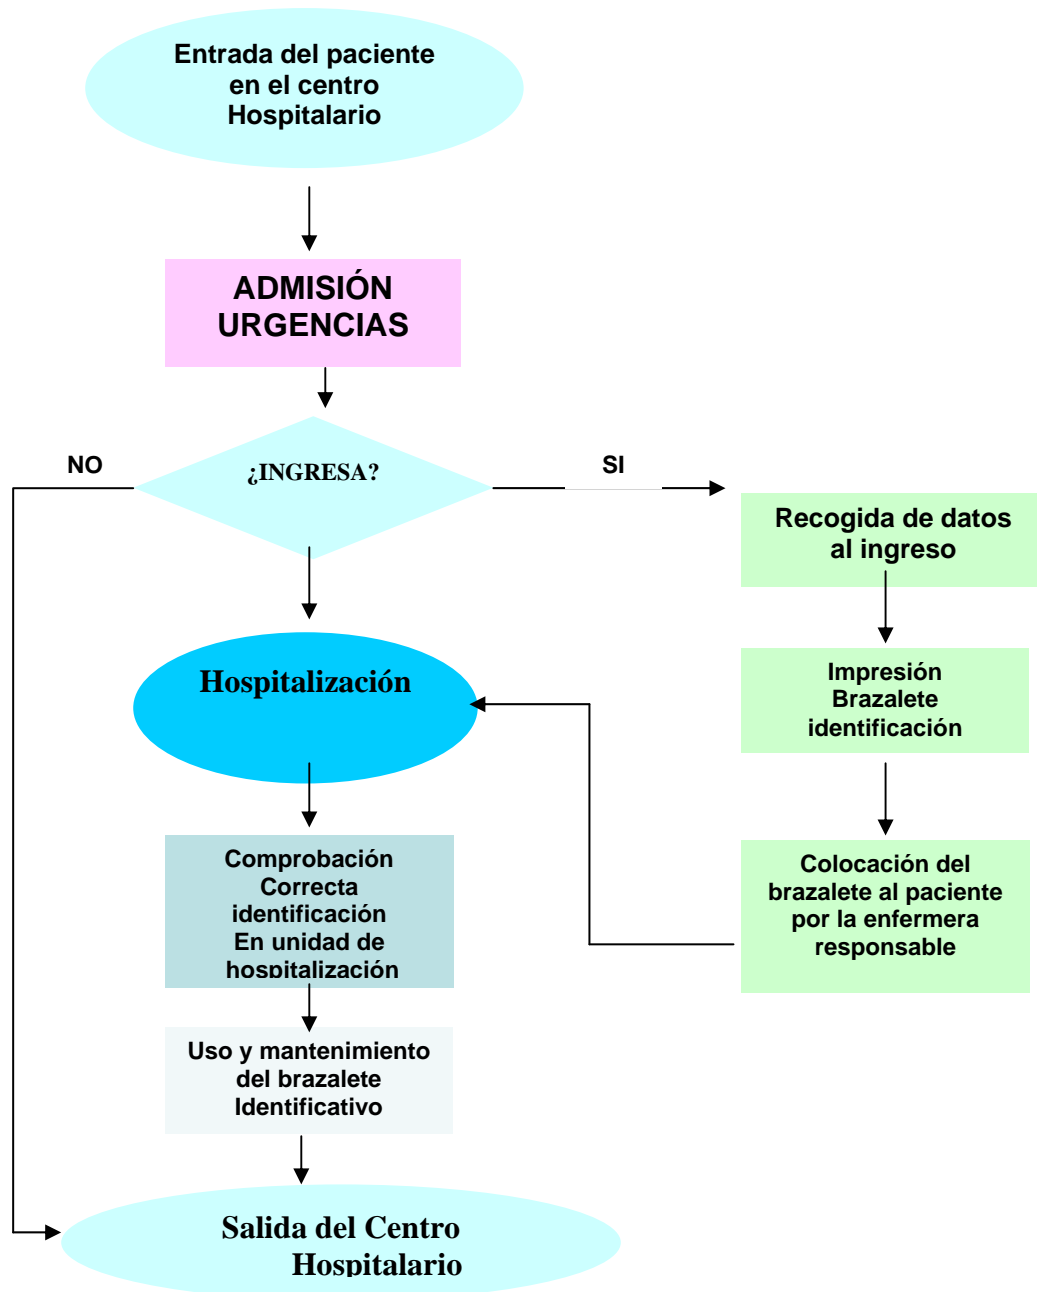 Entrada del paciente
en el centro
Hospitalario
ADMISIÓN
URGENCIAS
NO
¿INGRESA?
SI
Recogida de datos
al ingreso
Hospitalización
Impresión
Brazalete
identificación
Comprobación
Correcta
identificación
En unidad de
hospitalización
Colocación del
brazalete al paciente
por la enfermera
responsable
Uso y mantenimiento
del brazalete
Identificativo
Salida del Centro
Hospitalario